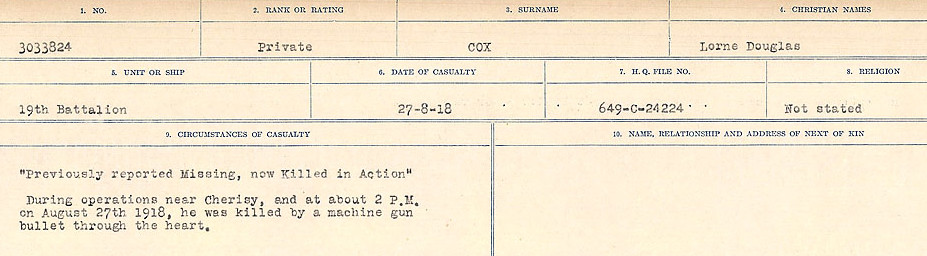 1. NO. 2. RANK OR RATING 3. SURNAME 4. CHRISTIAN NAMES
3033824 Private COX Lorne Douglas
5. UNIT OR SHIP 6. DATE OF CASUALTY 7. H. Q. FILE NO. 8. RELIGION
19th Battalion 27-8-18 649-C-24224 Not stated
9. CIRCUMSTANCES OF CASUALTY 10. NAME, RELATIONSHIP AND ADDRESS OF NEXT OF KIN
"Previously reported Missing, now Killed in Action"
During operations near Cherisy, and at about 2 P.M.
on August 27th 1918, he was killed by a machine gun
bullet through the heart.